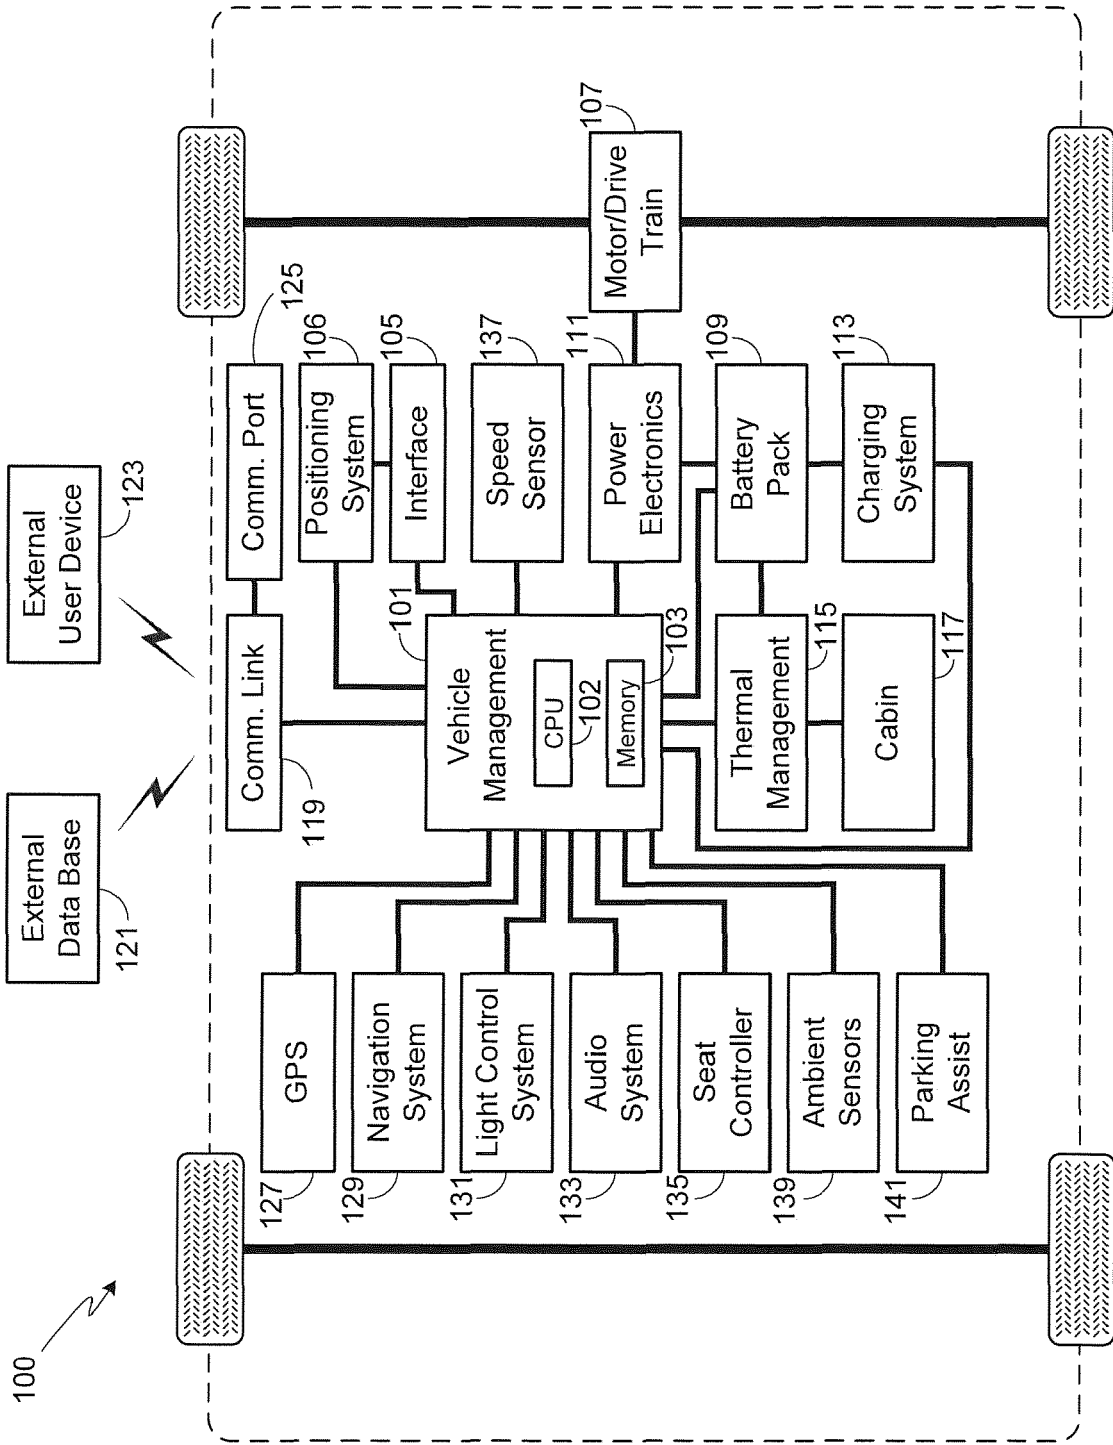 100
External
Data Base
121
External
User Device
123
Comm. Link
119
Comm. Port
125
GPS
127
Navigation
System
129
Light Control
System
131
Audio
System
133
Seat
Controller
135
Ambient
Sensors
139
Parking
Assist
141
Vehicle
Management
101
CPU
102
Memory
103
Thermal
Management
115
Cabin
117
Positioning
System
106
Interface
105
Speed
Sensor
137
Power
Electronics
111
Battery
Pack
109
Charging
System
113
Motor/Drive
Train
107